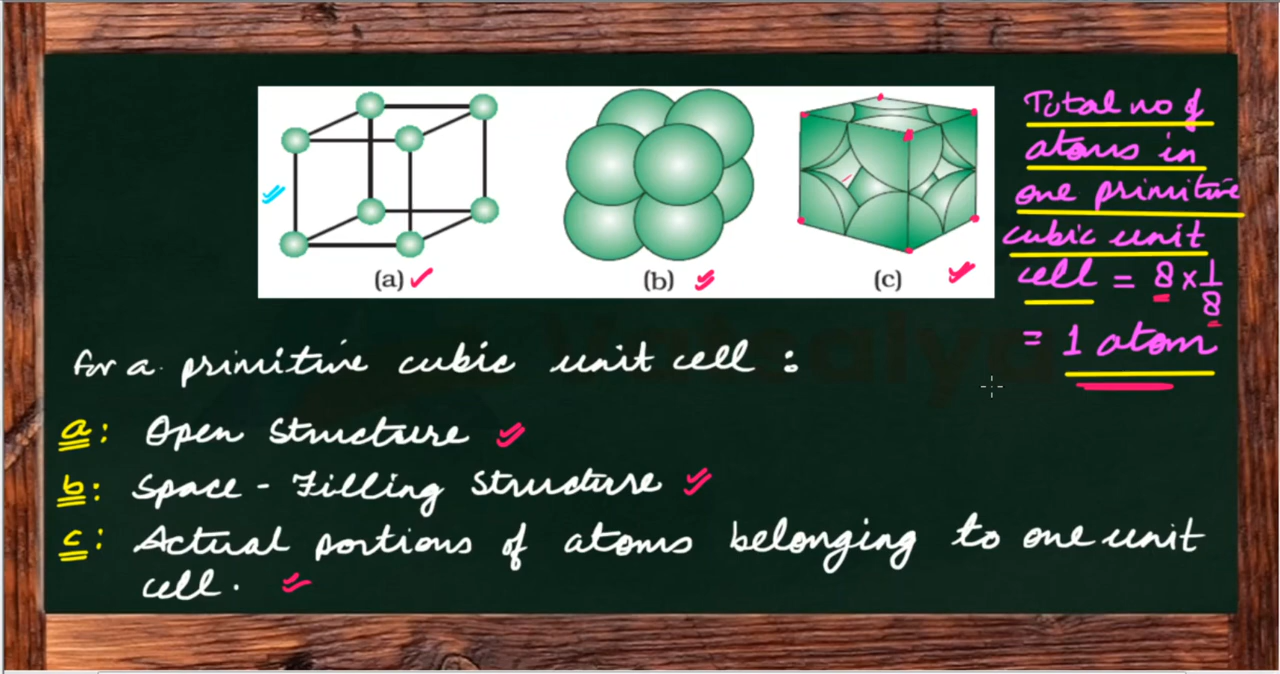 (a)
(b)
(c)
Total no of
atoms in
one primitive
cubic unit
cell = 8 × 1/8
= 1 atom
for a primitive cubic unit cell :
a: Open Structure
b: Space - Filling Structure
c: Actual portions of atoms belonging to one unit
cell.